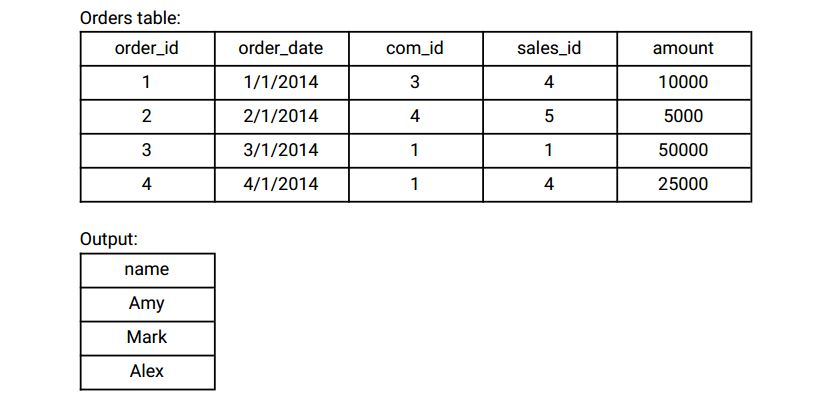 Orders table:
order_id order_date com_id sales_id amount
1 1/1/2014 3 4 10000
2 2/1/2014 4 5 5000
3 3/1/2014 1 1 50000
4 4/1/2014 1 4 25000
Output:
name
Amy
Mark
Alex